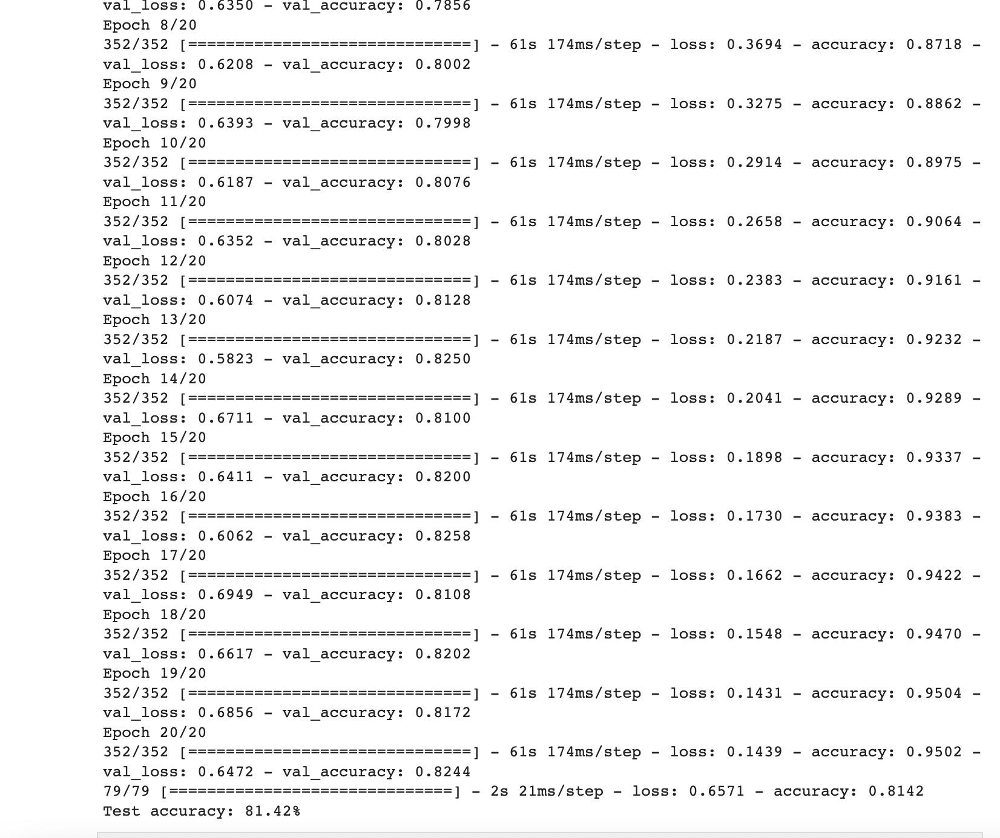 val_loss: 0.6350 - val_accuracy: 0.7856
Epoch 8/20
352/352 [==============================] - 61s 174ms/step - loss: 0.3694 - accuracy: 0.8718 -
val_loss: 0.6208 - val_accuracy: 0.8002
Epoch 9/20
352/352 [==============================] - 61s 174ms/step - loss: 0.3275 - accuracy: 0.8862 -
val_loss: 0.6393 - val_accuracy: 0.7998
Epoch 10/20
352/352 [==============================] - 61s 174ms/step - loss: 0.2914 - accuracy: 0.8975 -
val_loss: 0.6187 - val_accuracy: 0.8076
Epoch 11/20
352/352 [==============================] - 61s 174ms/step - loss: 0.2658 - accuracy: 0.9064 -
val_loss: 0.6352 - val_accuracy: 0.8028
Epoch 12/20
352/352 [==============================] - 61s 174ms/step - loss: 0.2383 - accuracy: 0.9161 -
val_loss: 0.6074 - val_accuracy: 0.8128
Epoch 13/20
352/352 [==============================] - 61s 174ms/step - loss: 0.2187 - accuracy: 0.9232 -
val_loss: 0.5823 - val_accuracy: 0.8250
Epoch 14/20
352/352 [==============================] - 61s 174ms/step - loss: 0.2041 - accuracy: 0.9289 -
val_loss: 0.6711 - val_accuracy: 0.8100
Epoch 15/20
352/352 [==============================] - 61s 174ms/step - loss: 0.1898 - accuracy: 0.9337 -
val_loss: 0.6411 - val_accuracy: 0.8200
Epoch 16/20
352/352 [==============================] - 61s 174ms/step - loss: 0.1730 - accuracy: 0.9383 -
val_loss: 0.6062 - val_accuracy: 0.8258
Epoch 17/20
352/352 [==============================] - 61s 174ms/step - loss: 0.1662 - accuracy: 0.9422 -
val_loss: 0.6949 - val_accuracy: 0.8108
Epoch 18/20
352/352 [==============================] - 61s 174ms/step - loss: 0.1548 - accuracy: 0.9470 -
val_loss: 0.6617 - val_accuracy: 0.8202
Epoch 19/20
352/352 [==============================] - 61s 174ms/step - loss: 0.1431 - accuracy: 0.9504 -
val_loss: 0.6856 - val_accuracy: 0.8172
Epoch 20/20
352/352 [==============================] - 61s 174ms/step - loss: 0.1439 - accuracy: 0.9502 -
val_loss: 0.6472 - val_accuracy: 0.8244
79/79 [==============================] - 2s 21ms/step - loss: 0.6571 - accuracy: 0.8142
Test accuracy: 81.42%